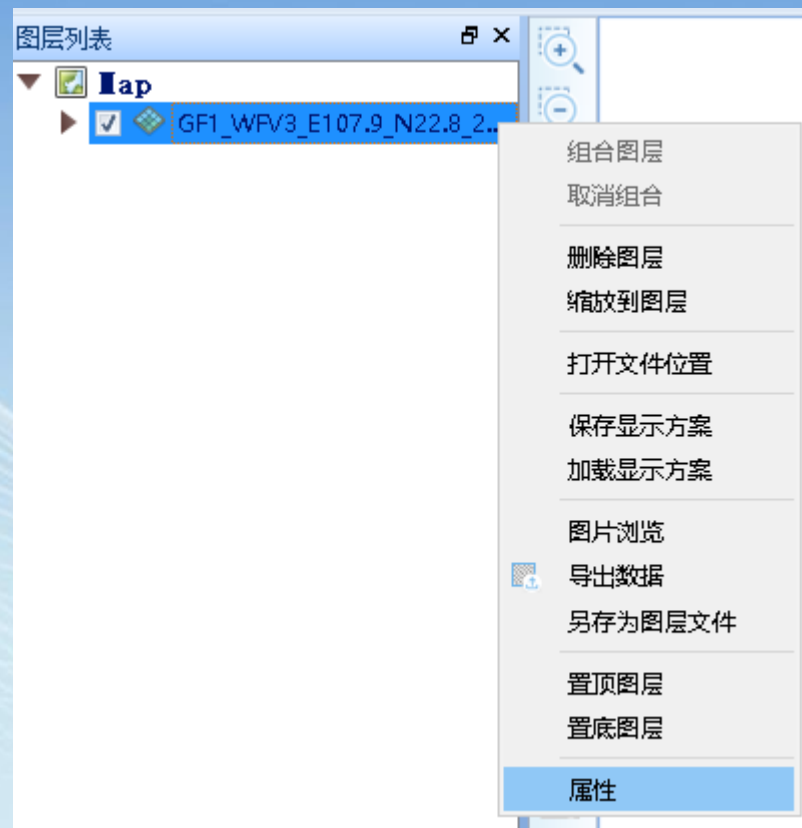 图层列表
Map
GF1_WFV3_E107.9_N22.8_2...
组合图层
取消组合
删除图层
缩放到图层
打开文件位置
保存显示方案
加载显示方案
图片浏览
导出数据
另存为图层文件
置顶图层
置底图层
属性